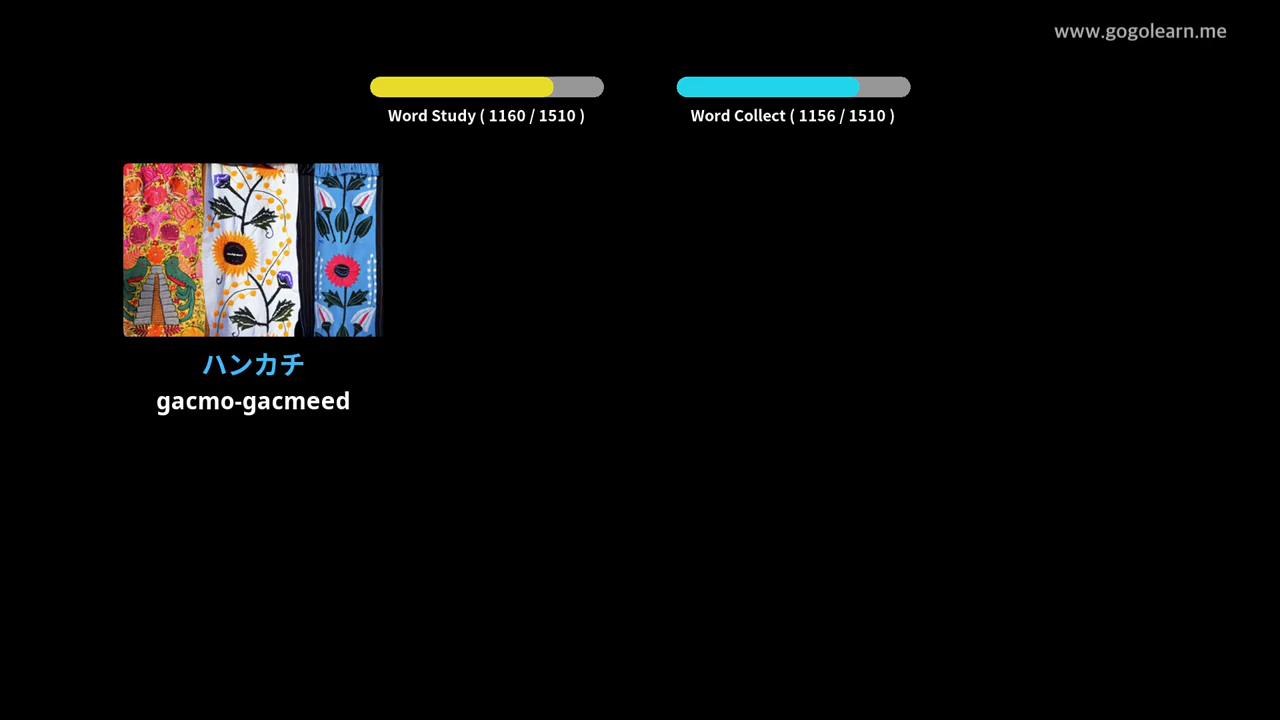 www.gogolearn.me
Word Study ( 1160 / 1510 )
Word Collect ( 1156 / 1510 )
ハンカチ
gacmo-gacmeed